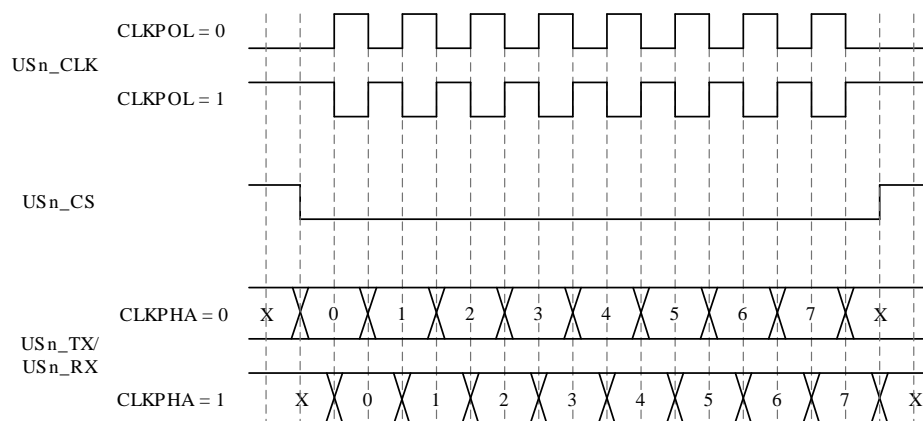 CLKPOL = 0
USn_CLK
CLKPOL = 1
USn_CS
CLKPHA = 0
X 0 1 2 3 4 5 6 7 X
USn_TX/
USn_RX
CLKPHA = 1
X 0 1 2 3 4 5 6 7 X